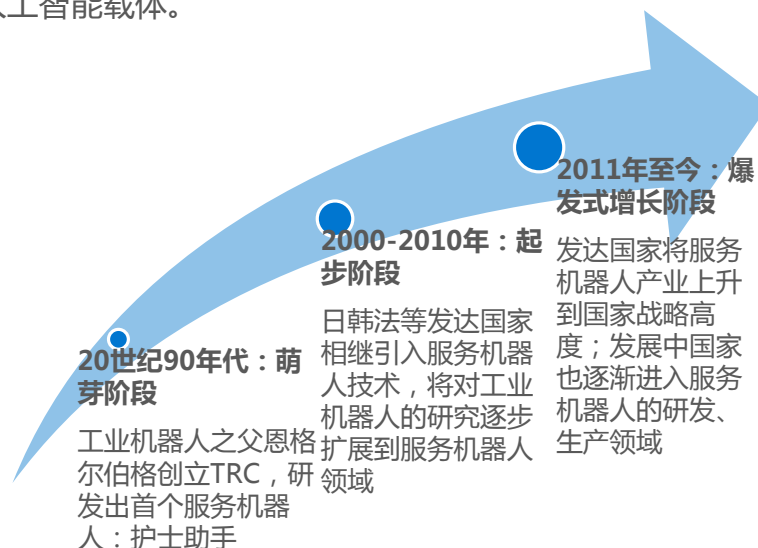 人工智能载体。
20世纪90年代：萌
芽阶段
工业机器人之父恩格
尔伯格创立TRC，研
发出首个服务机器
人：护士助手
2000-2010年：起
步阶段
日韩法等发达国家
相继引入服务机器
人技术，将对工业
机器人的研究逐步
扩展到服务机器人
领域
2011年至今：爆
发式增长阶段
发达国家将服务
机器人产业上升
到国家战略高
度；发展中国家
也逐渐进入服务
机器人的研发、
生产领域